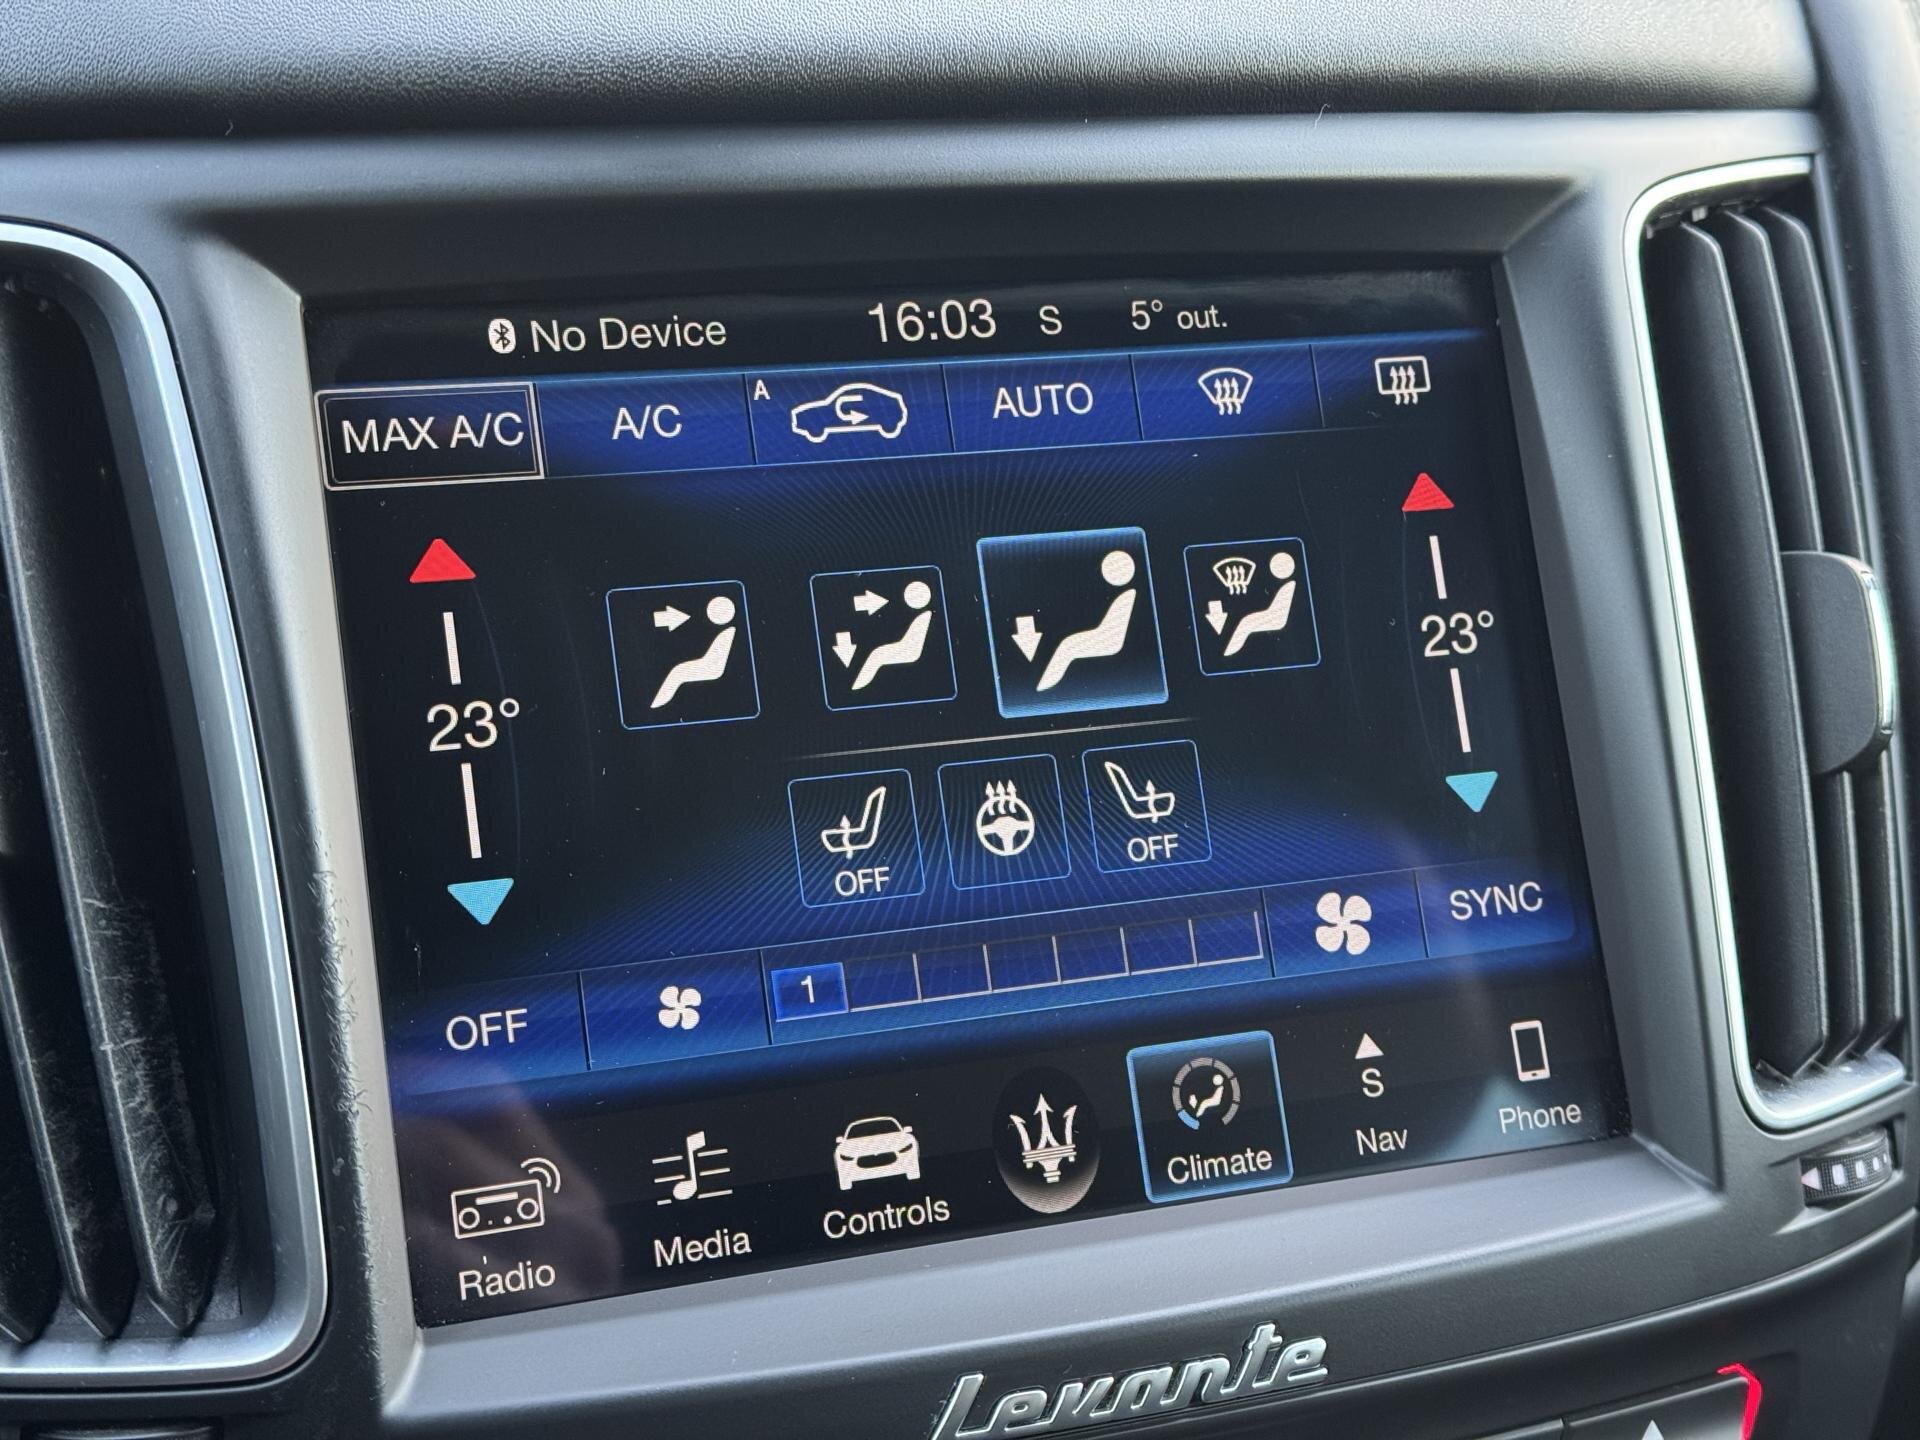 No Device 16:03 S 5° out.
MAX A/C A/C A AUTO
23° 23°
OFF OFF
OFF 1 SYNC
Radio Media Controls Climate S Nav Phone
Levante